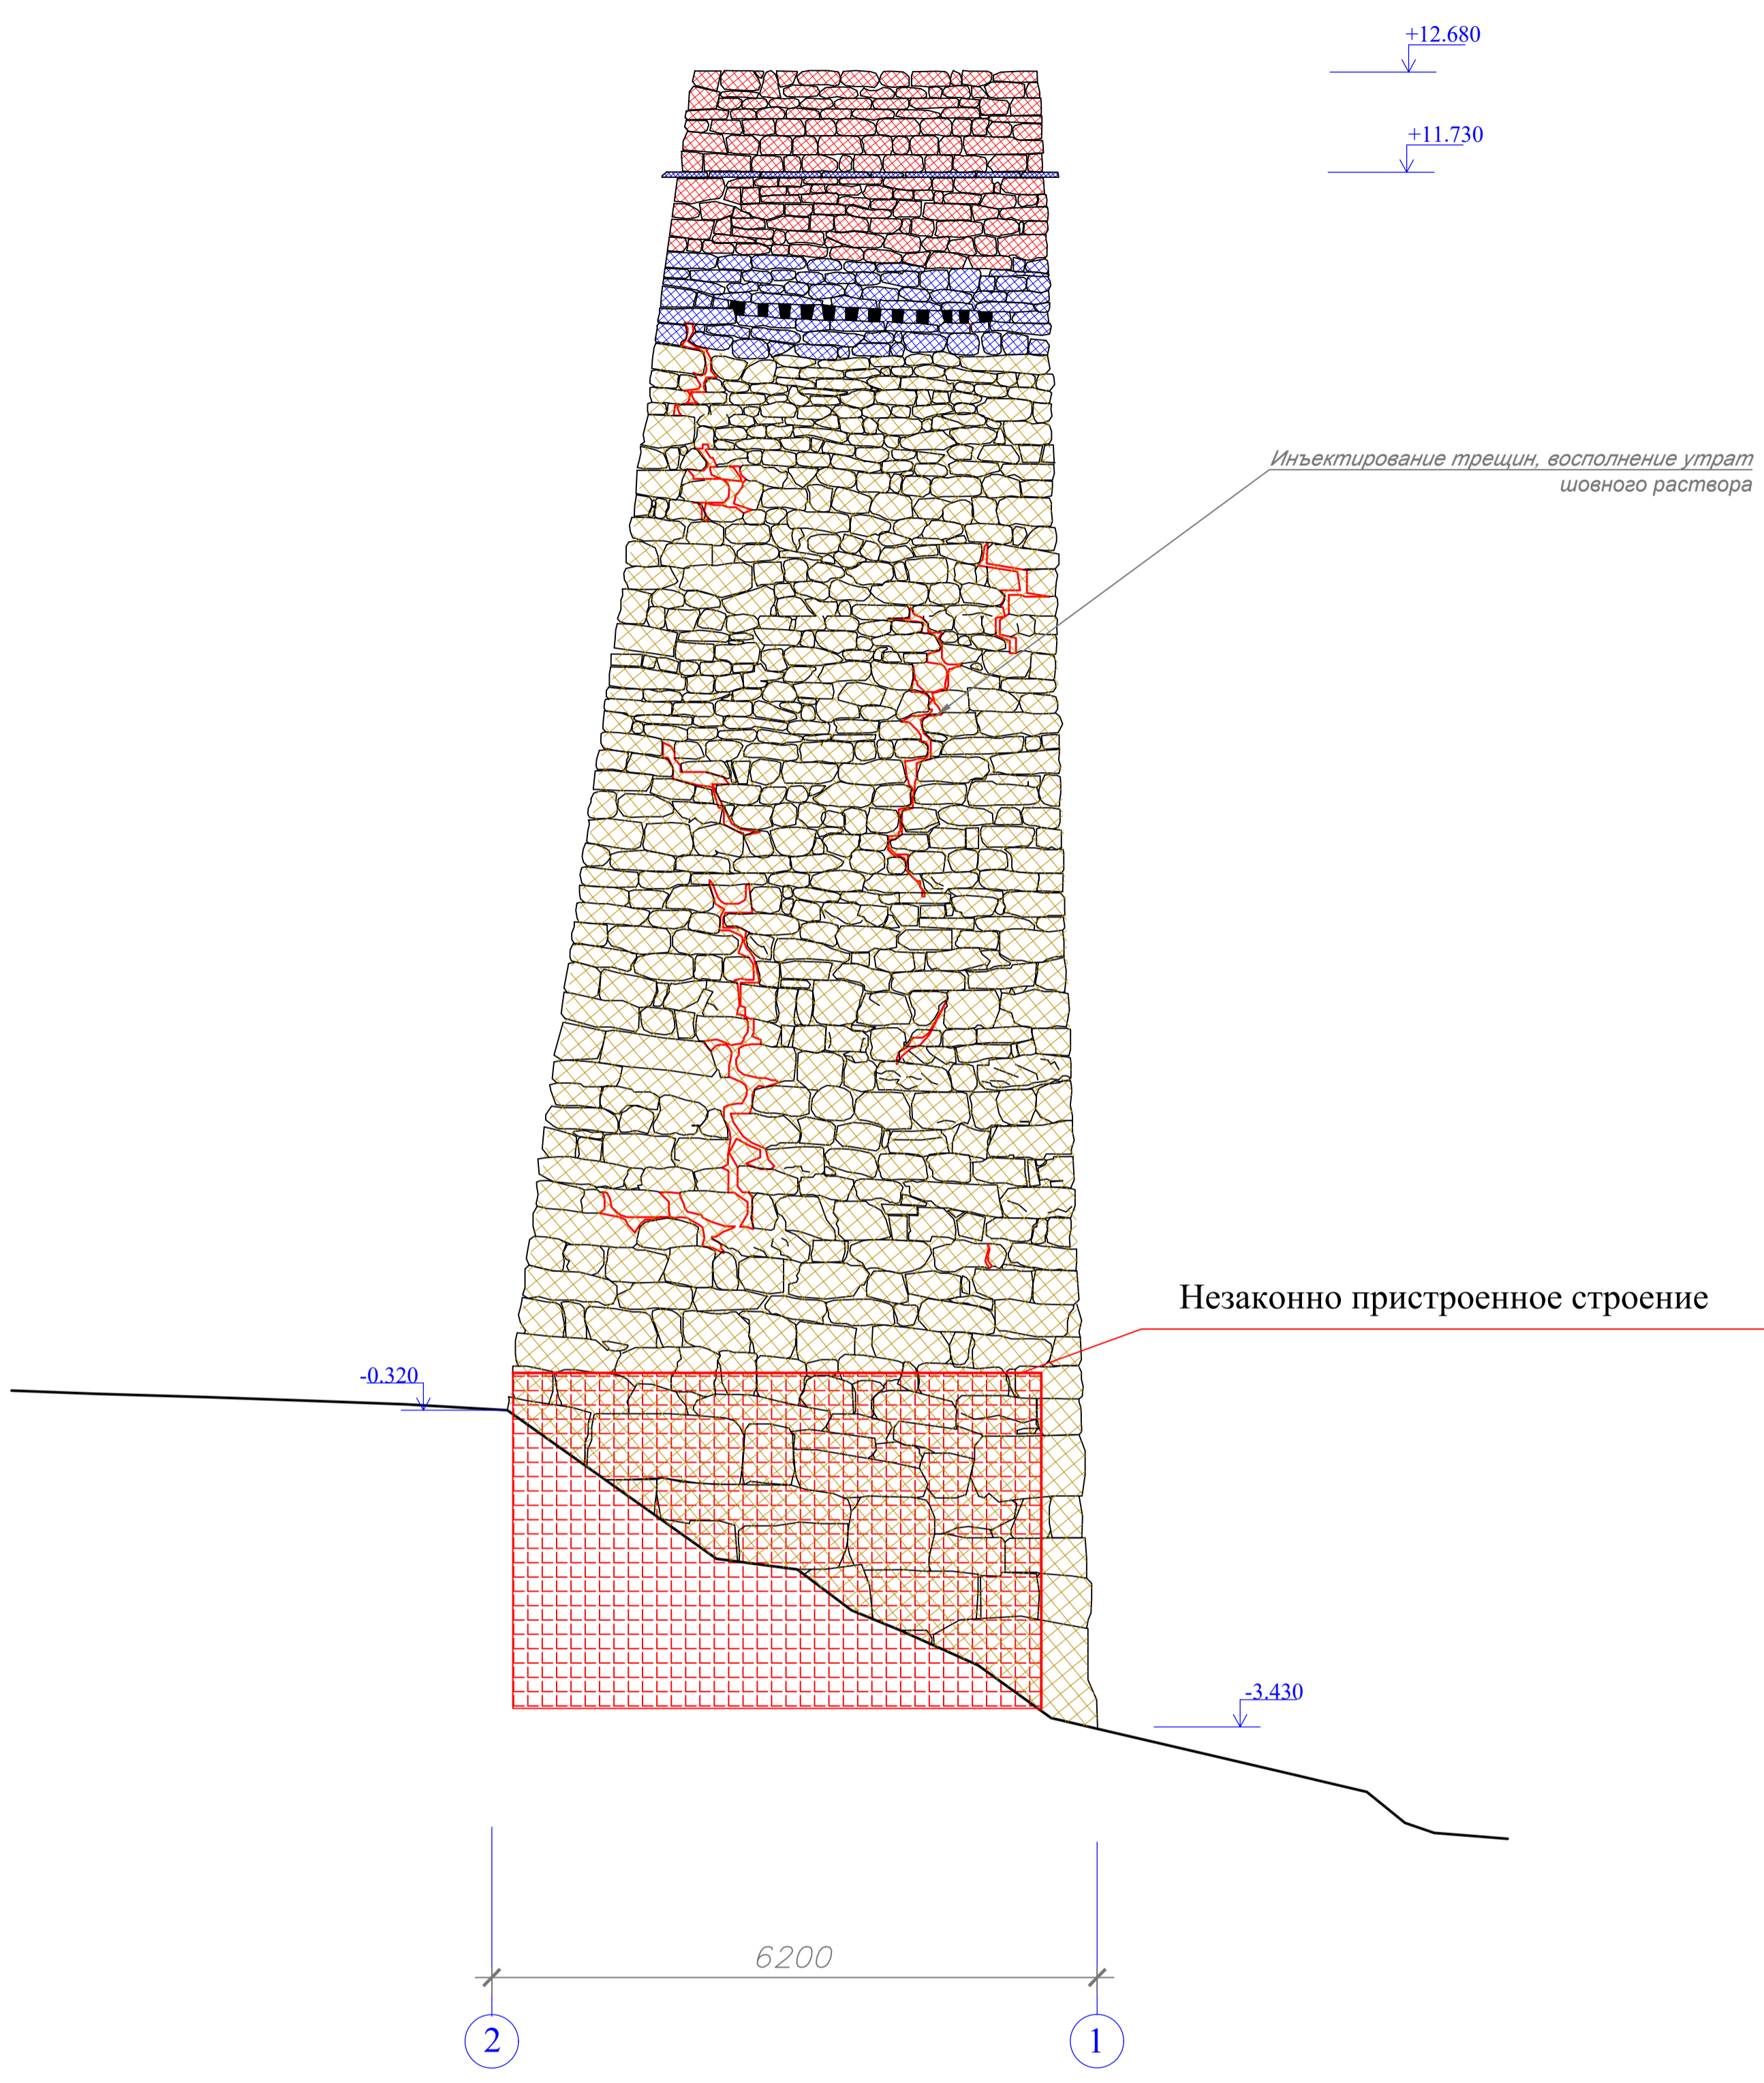 +12.680
+11.730
Инъектирование трещин, восполнение утрат
шовного раствора
Незаконно пристроенное строение
-0.320
-3.430
6200
2
1